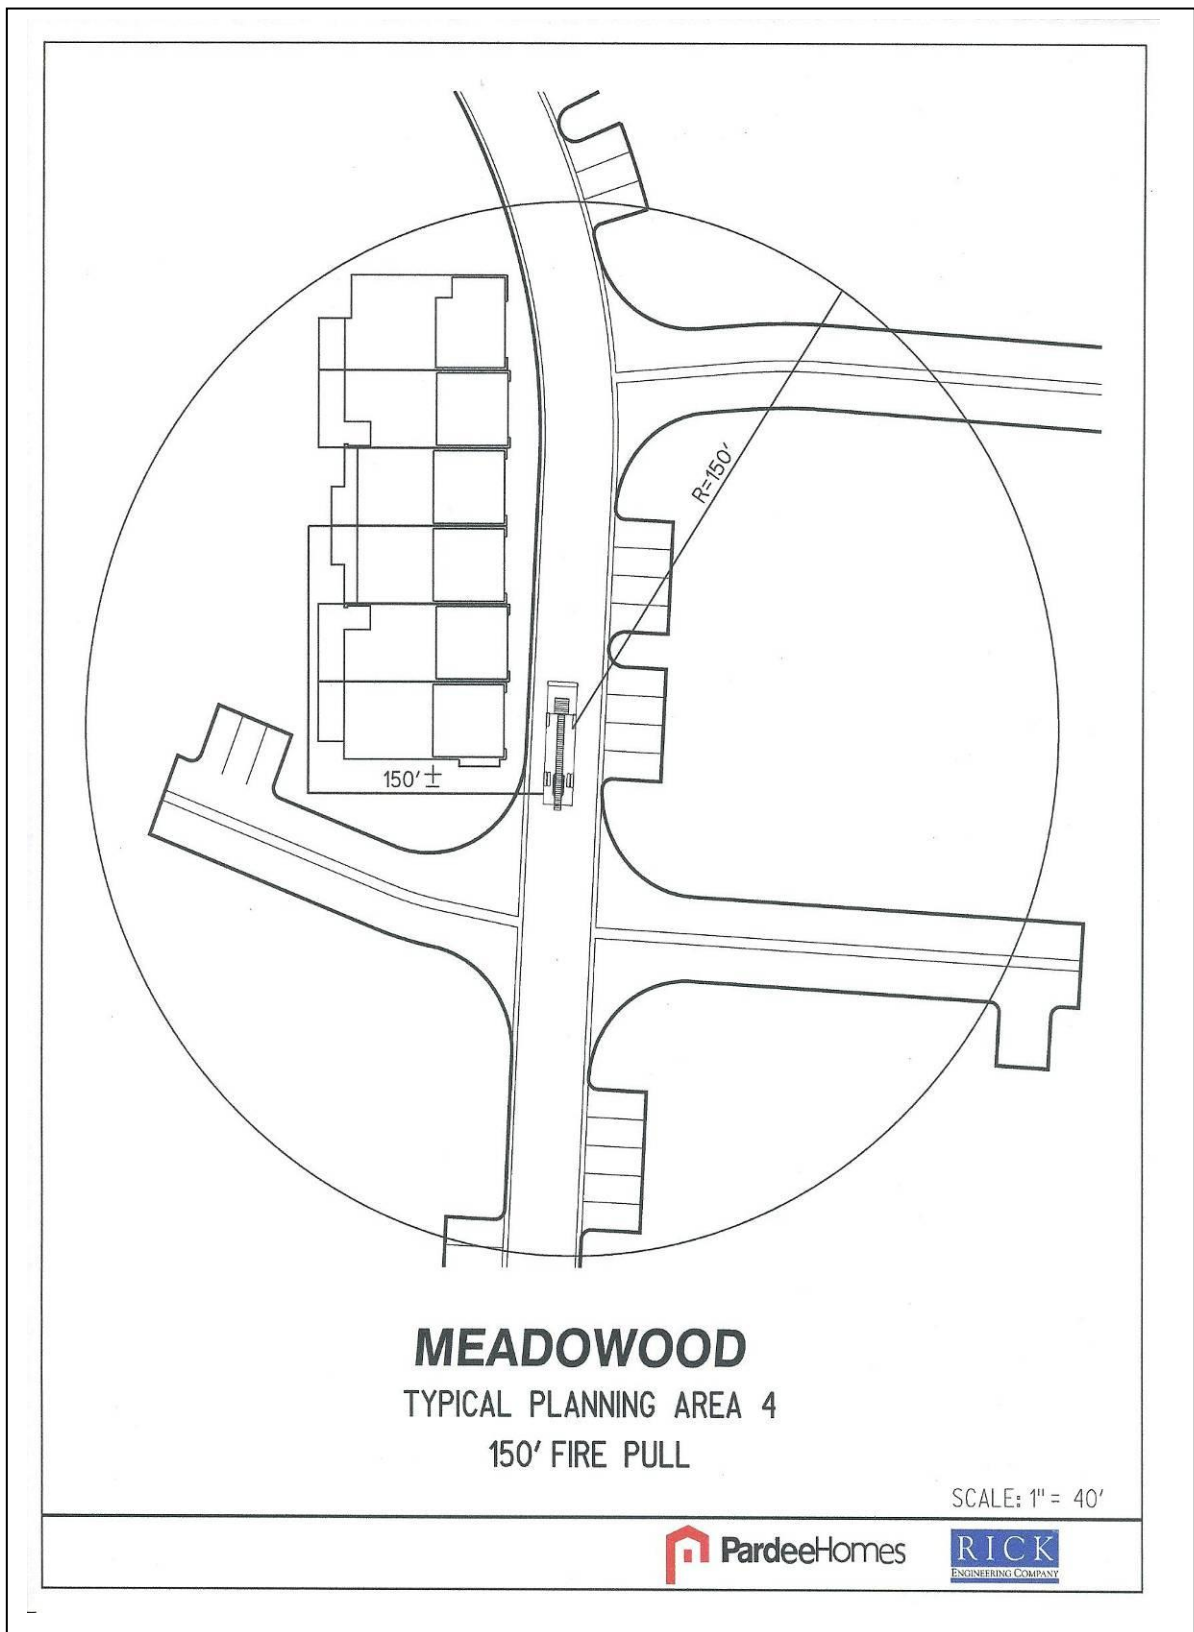 R=150'
150'±
MEADOWOOD
TYPICAL PLANNING AREA 4
150' FIRE PULL
SCALE: 1" = 40'
PardeeHomes
RICK
ENGINEERING COMPANY